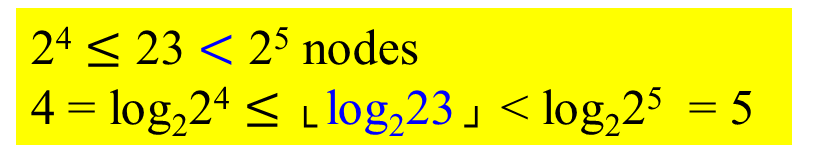 2⁴ ≤ 23 < 2⁵ nodes
4 = log₂2⁴ ≤ ⌞log₂23⌟ < log₂2⁵ = 5